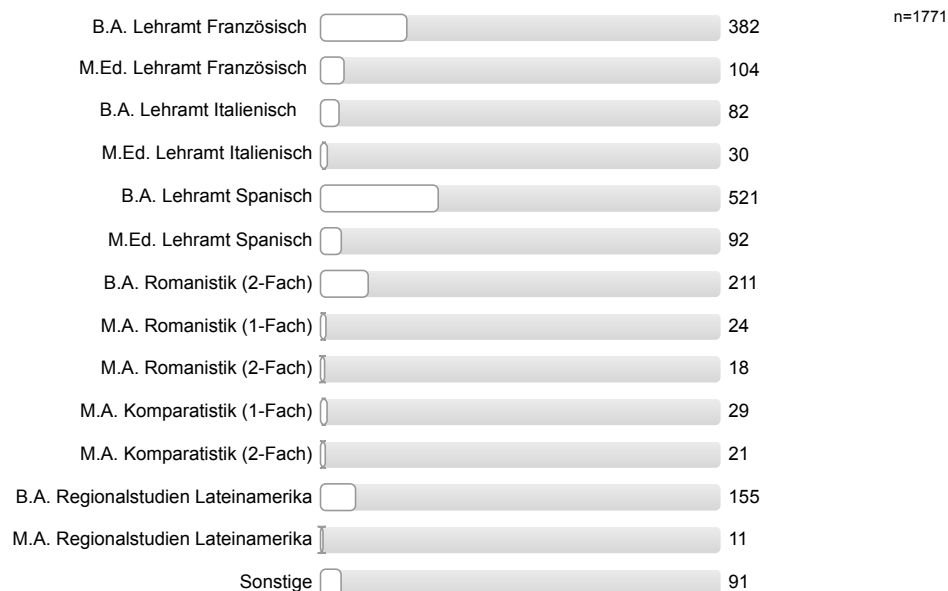 B.A. Lehramt Französisch 382 n=1771
M.Ed. Lehramt Französisch 104
B.A. Lehramt Italienisch 82
M.Ed. Lehramt Italienisch 30
B.A. Lehramt Spanisch 521
M.Ed. Lehramt Spanisch 92
B.A. Romanistik (2-Fach) 211
M.A. Romanistik (1-Fach) 24
M.A. Romanistik (2-Fach) 18
M.A. Komparatistik (1-Fach) 29
M.A. Komparatistik (2-Fach) 21
B.A. Regionalstudien Lateinamerika 155
M.A. Regionalstudien Lateinamerika 11
Sonstige 91